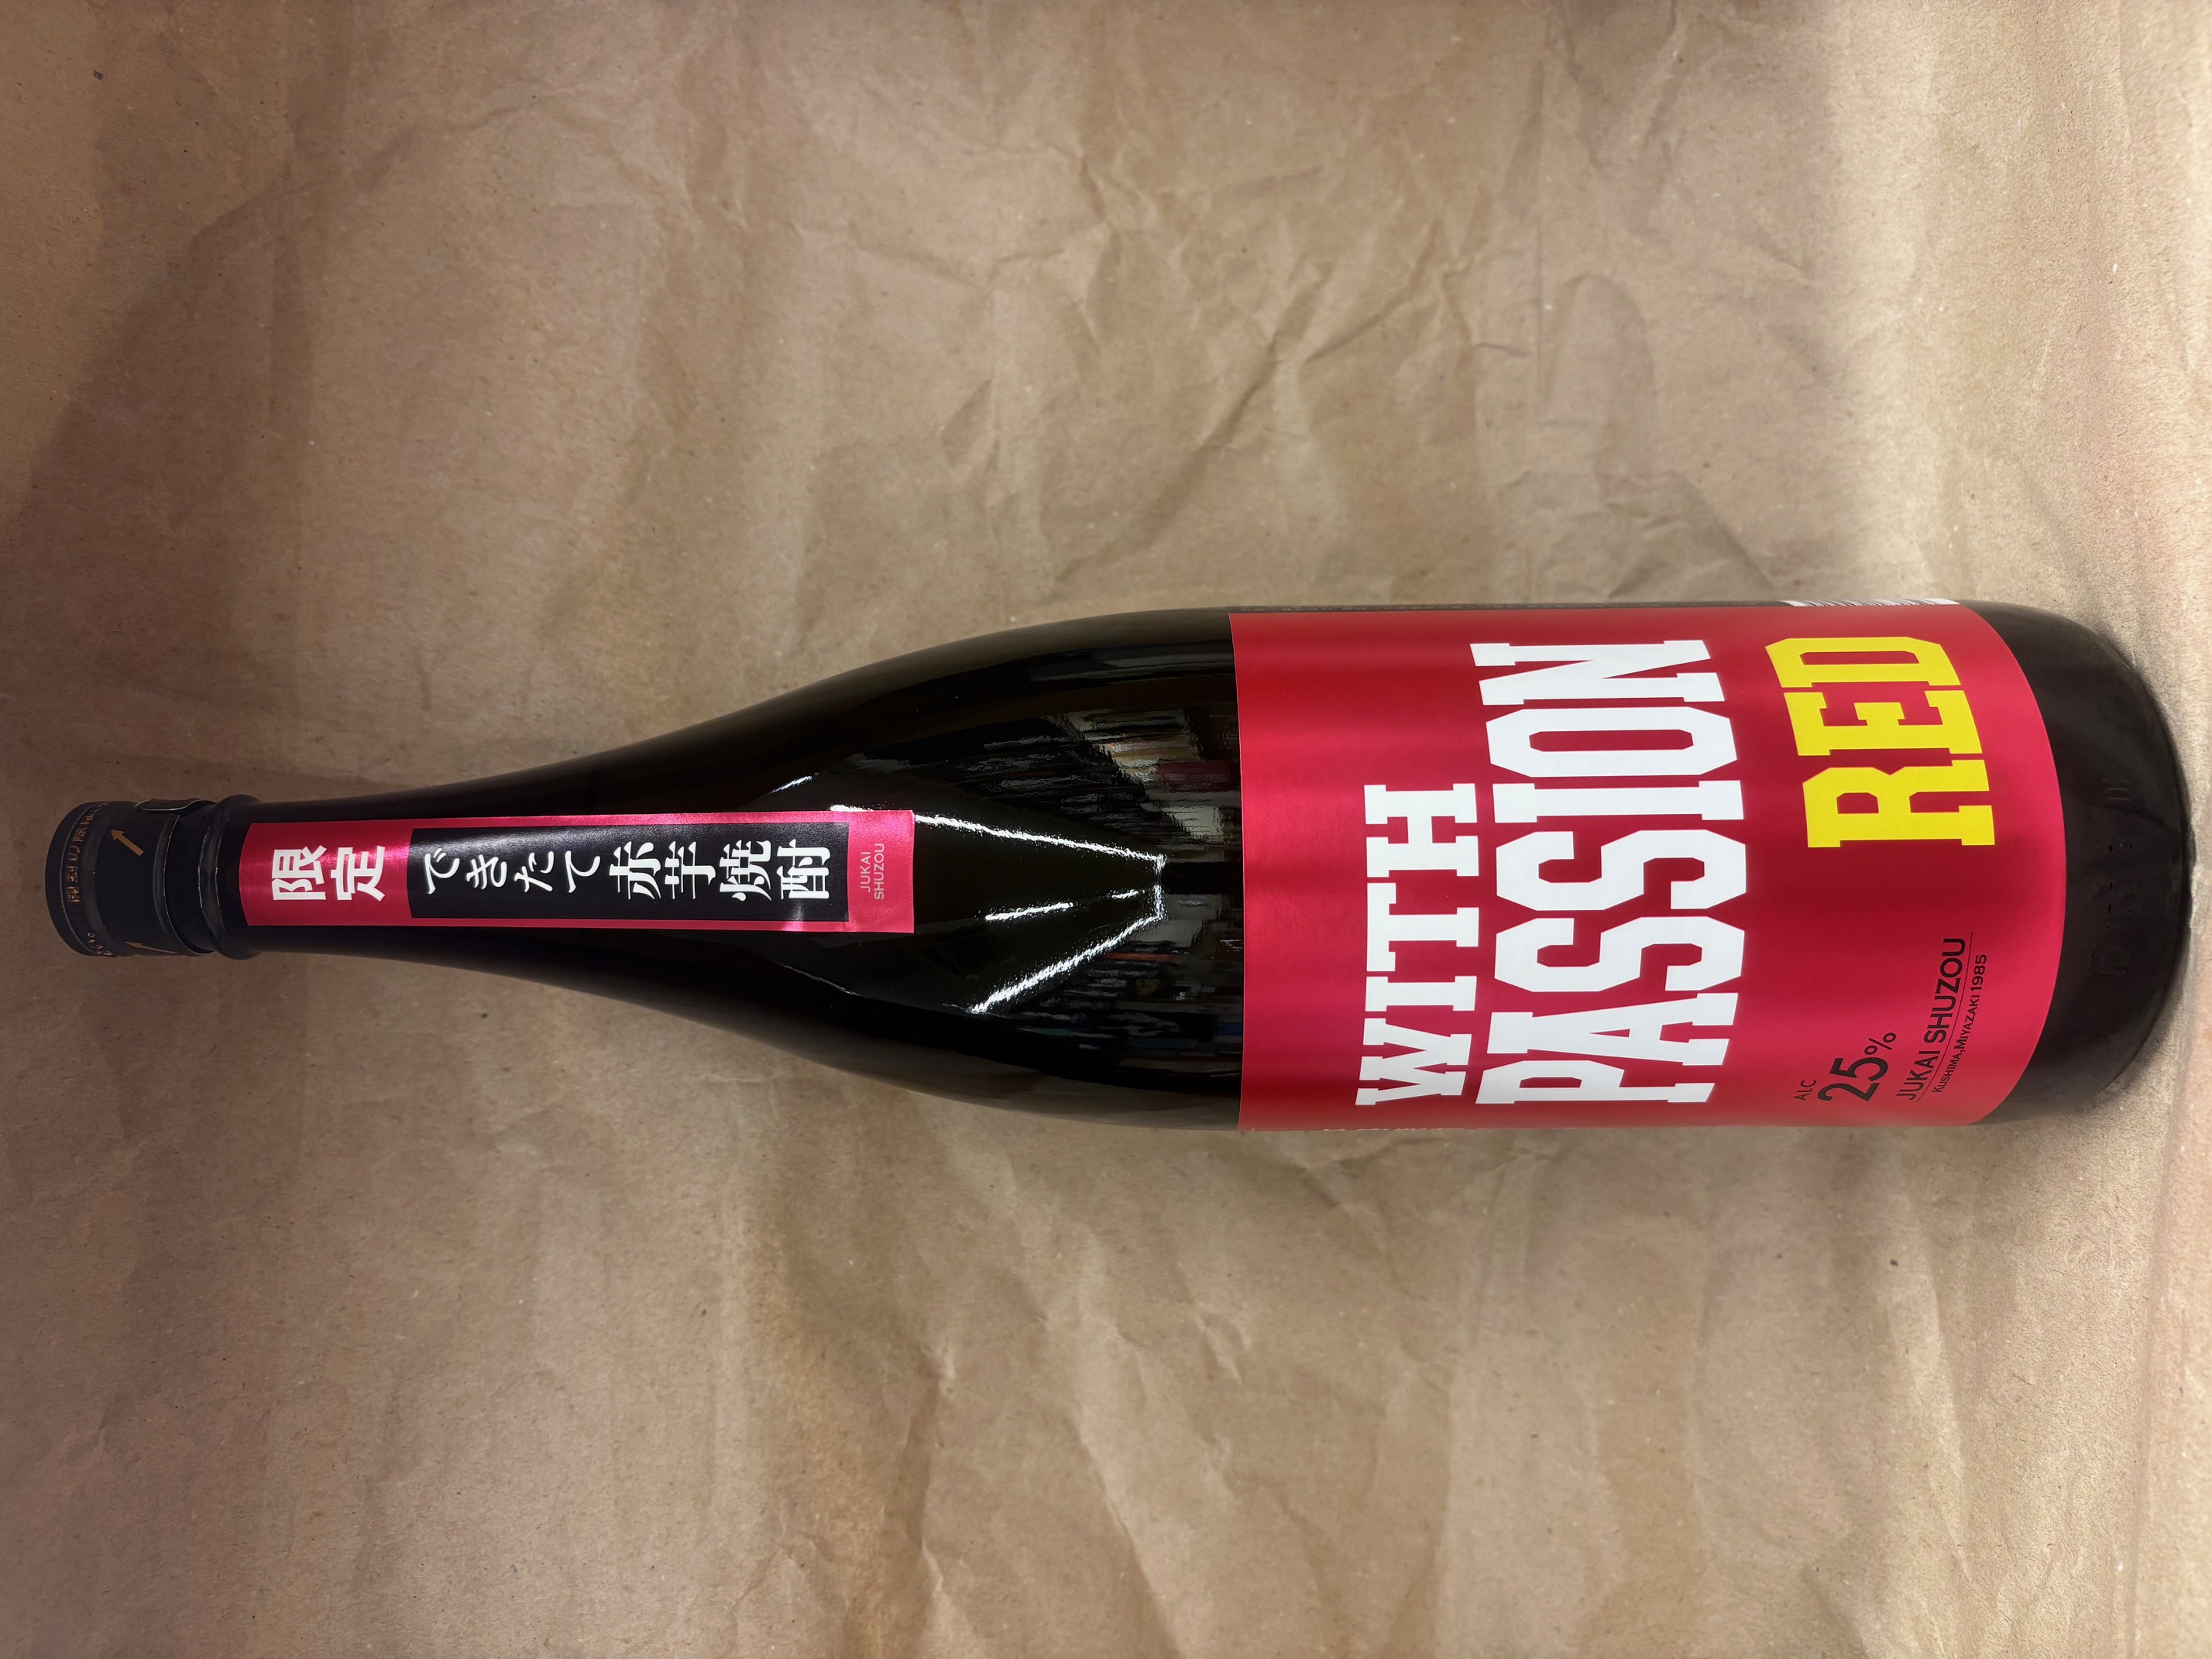 限定
できたて赤芋焼酎
JUKAI
SHUZOU
WITH
PASSION
RED
ALC
25%
JUKAI SHUZOU
KUSHIMA,MIYAZAKI 1985